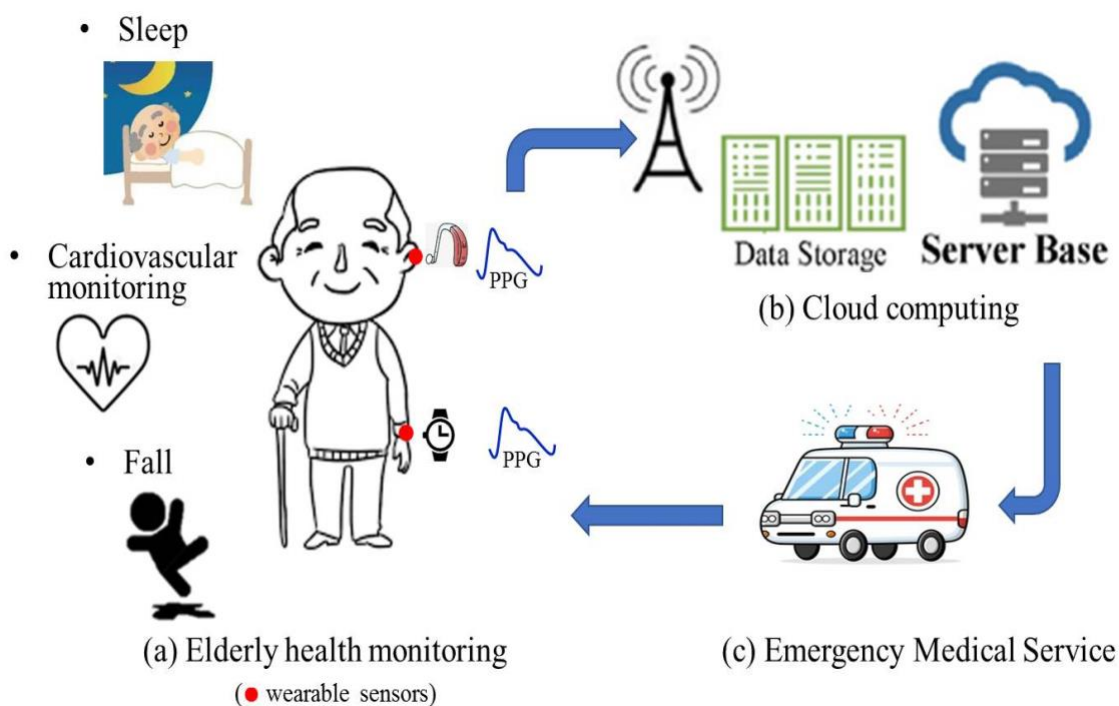 • Sleep
• Cardiovascular
monitoring
• Fall
PPG
PPG
(a) Elderly health monitoring
(● wearable sensors)
Data Storage
Server Base
(b) Cloud computing
(c) Emergency Medical Service